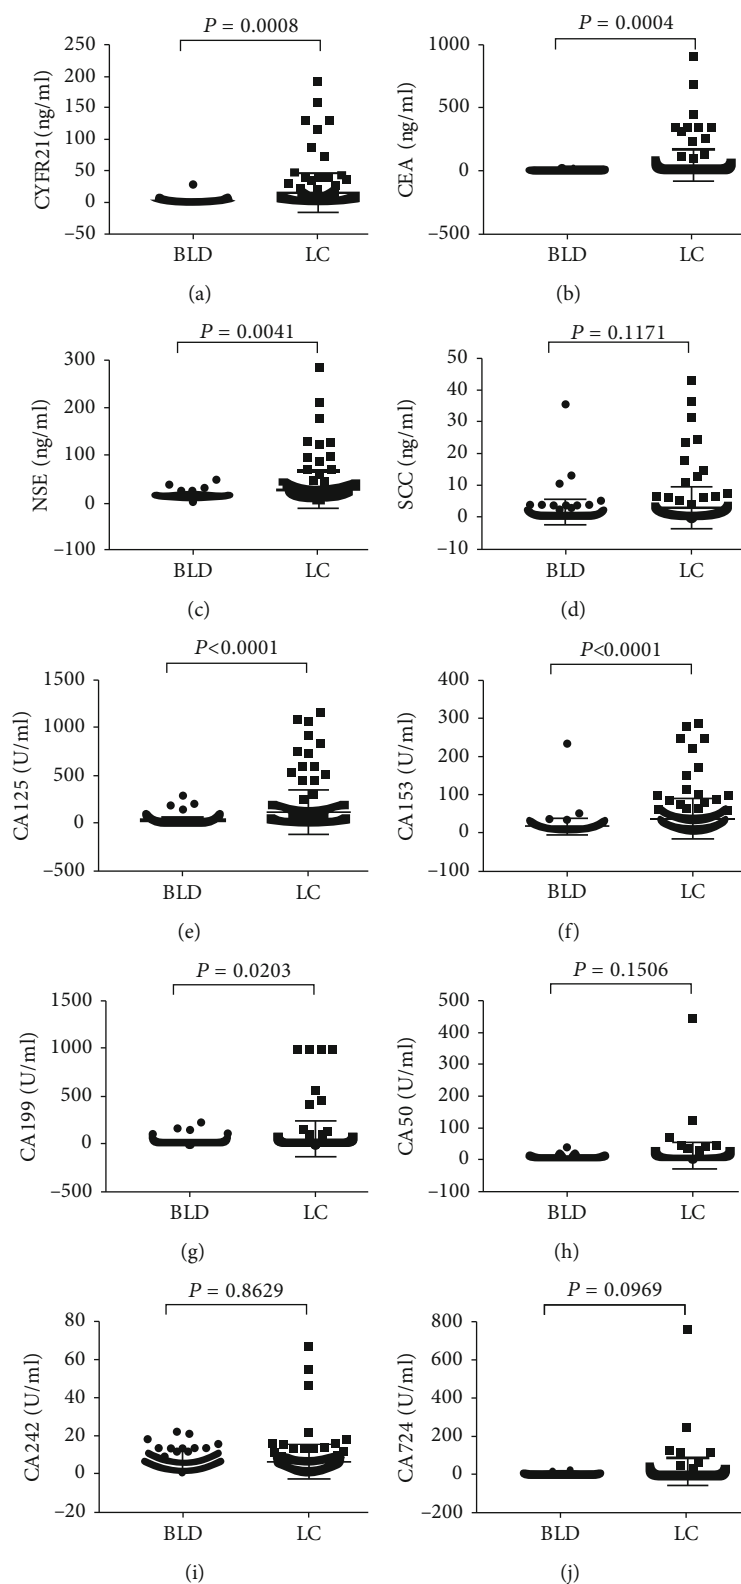 P = 0.0008
CYFR21(ng/ml)
250
200
150
100
50
0
–50
BLD LC
(a)
P = 0.0004
CEA (ng/ml)
1000
500
0
–500
BLD LC
(b)
P = 0.0041
NSE (ng/ml)
300
200
100
0
–100
BLD LC
(c)
P = 0.1171
SCC (ng/ml)
50
40
30
20
10
0
–10
BLD LC
(d)
P<0.0001
CA125 (U/ml)
1500
1000
500
0
–500
BLD LC
(e)
P<0.0001
CA153 (U/ml)
400
300
200
100
0
–100
BLD LC
(f)
P = 0.0203
CA199 (U/ml)
1500
1000
500
0
–500
BLD LC
(g)
P = 0.1506
CA50 (U/ml)
500
400
300
200
100
0
–100
BLD LC
(h)
P = 0.8629
CA242 (U/ml)
80
60
40
20
0
–20
BLD LC
(i)
P = 0.0969
CA724 (U/ml)
800
600
400
200
0
–200
BLD LC
(j)